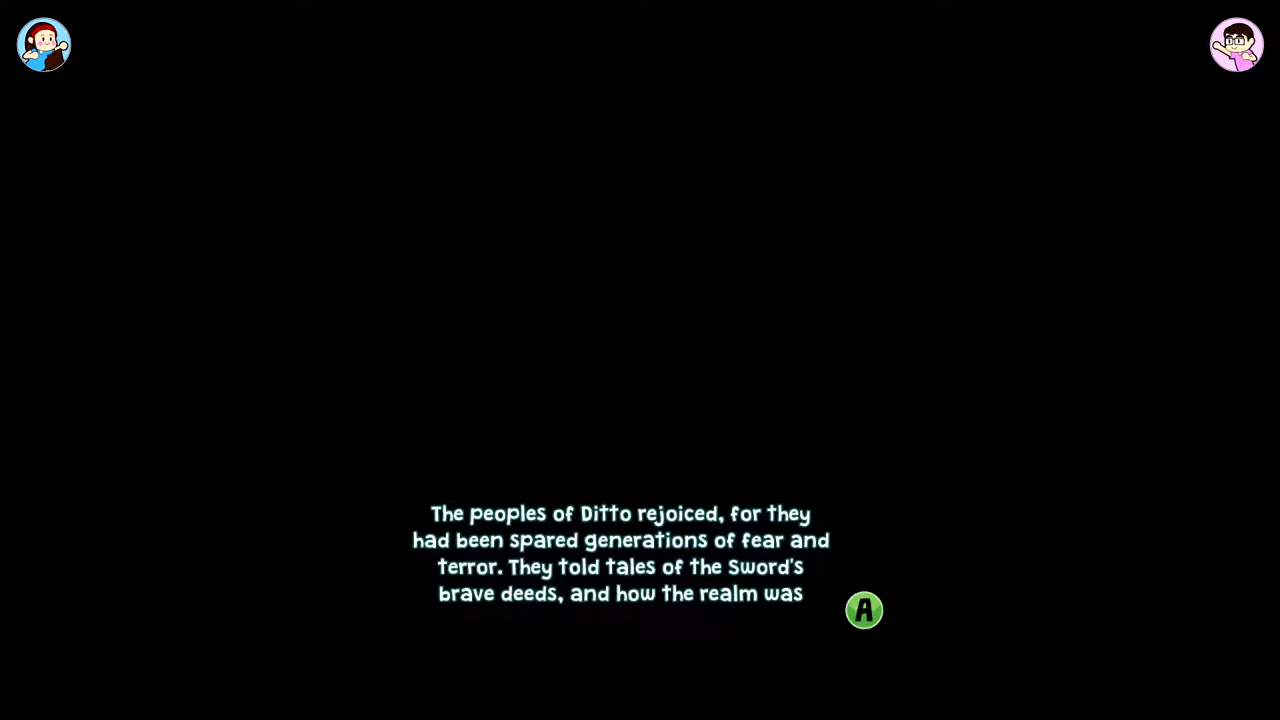 The peoples of Ditto rejoiced, for they
had been spared generations of fear and
terror. They told tales of the Sword's
brave deeds, and how the realm was
A